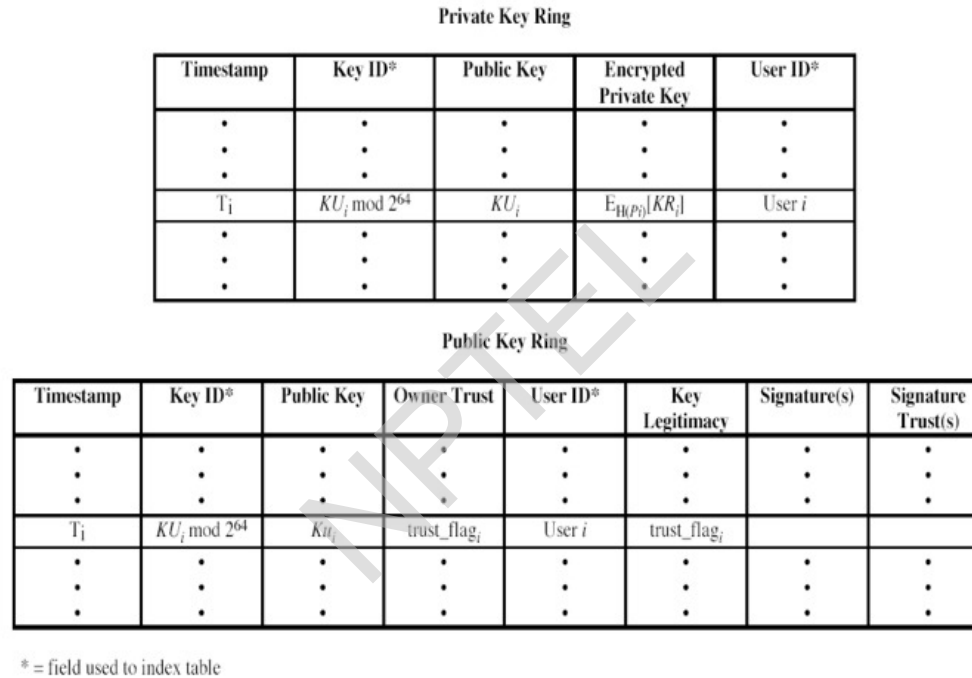 Private Key Ring
Timestamp Key ID* Public Key Encrypted Private Key User ID*
Ti KUi mod 2^64 KUi EH(Pi)[KRi] User i
Public Key Ring
Timestamp Key ID* Public Key Owner Trust User ID* Key Legitimacy Signature(s) Signature Trust(s)
Ti KUi mod 2^64 Kui trust_flagi User i trust_flagi
* = field used to index table
NPTEL